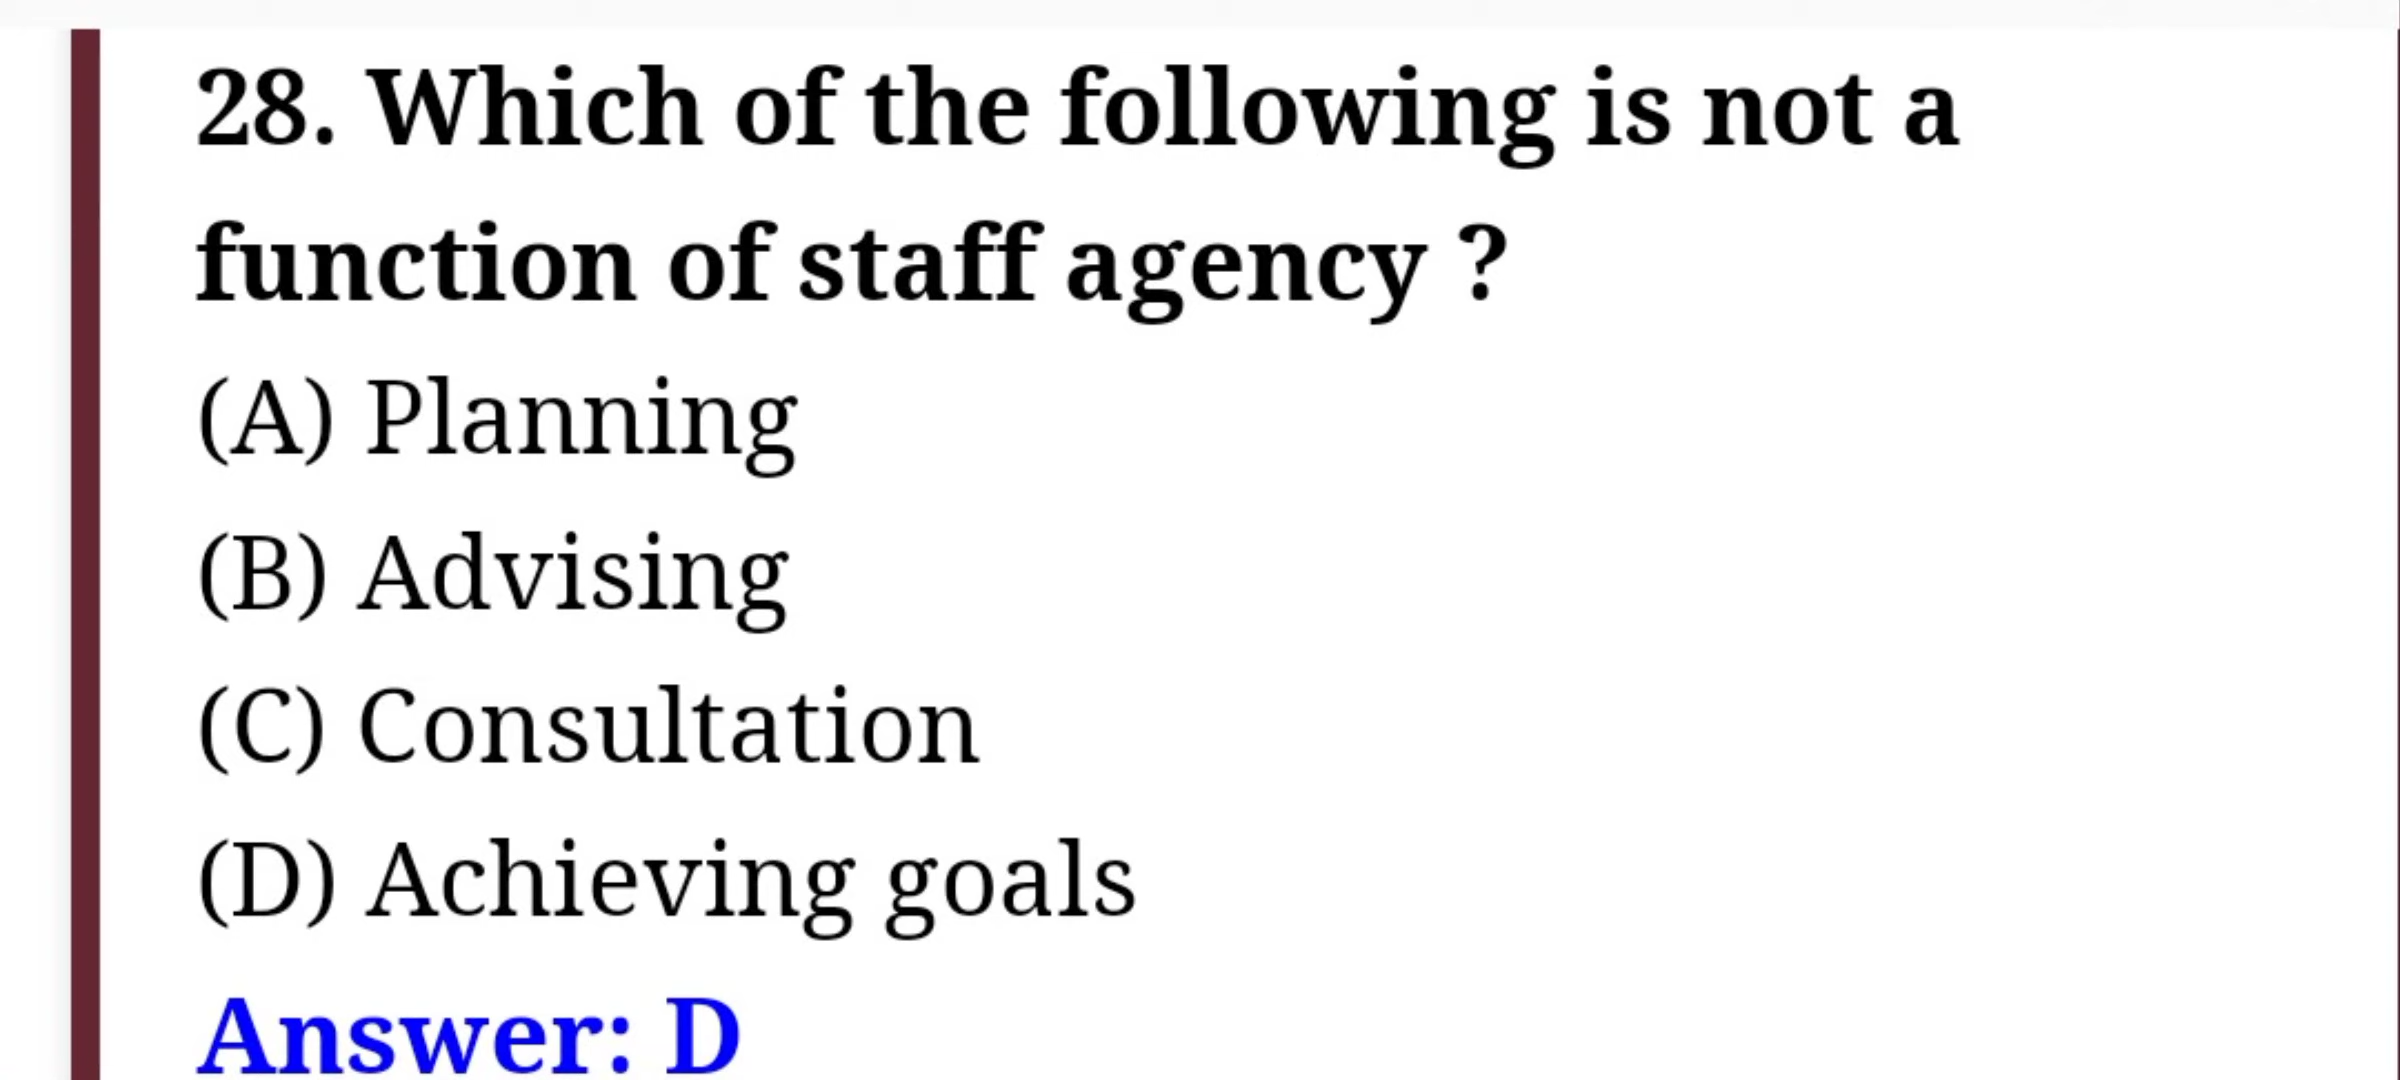 28. Which of the following is not a
function of staff agency ?
(A) Planning
(B) Advising
(C) Consultation
(D) Achieving goals
Answer: D